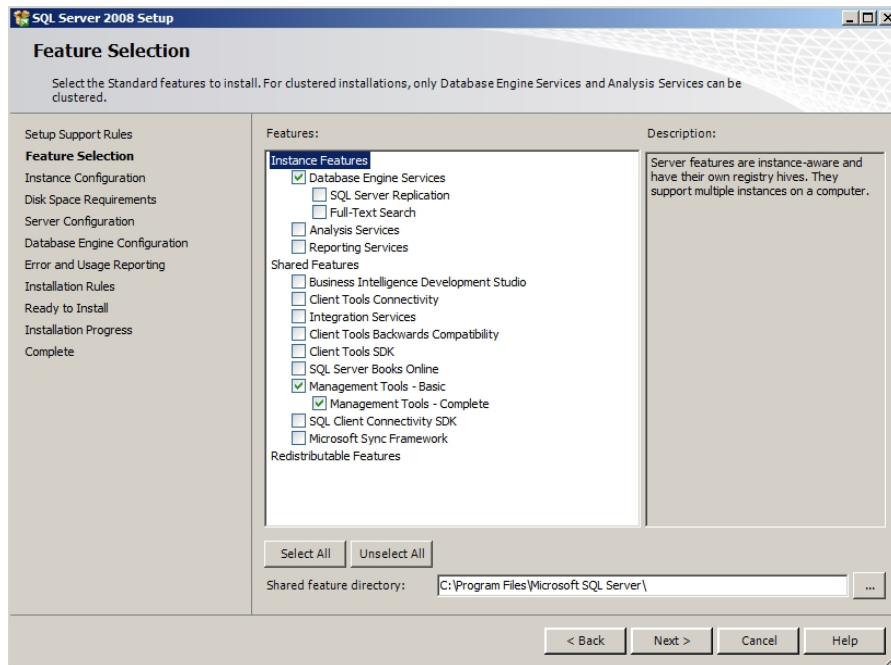 SQL Server 2008 Setup
Feature Selection
Select the Standard features to install. For clustered installations, only Database Engine Services and Analysis Services can be
clustered.
Setup Support Rules
Feature Selection
Instance Configuration
Disk Space Requirements
Server Configuration
Database Engine Configuration
Error and Usage Reporting
Installation Rules
Ready to Install
Installation Progress
Complete
Features:
Instance Features
Database Engine Services
SQL Server Replication
Full-Text Search
Analysis Services
Reporting Services
Shared Features
Business Intelligence Development Studio
Client Tools Connectivity
Integration Services
Client Tools Backwards Compatibility
Client Tools SDK
SQL Server Books Online
Management Tools - Basic
Management Tools - Complete
SQL Client Connectivity SDK
Microsoft Sync Framework
Redistributable Features
Description:
Server features are instance-aware and
have their own registry hives. They
support multiple instances on a computer.
Select All
Unselect All
Shared feature directory:
C:\Program Files\Microsoft SQL Server\
...
< Back
Next >
Cancel
Help